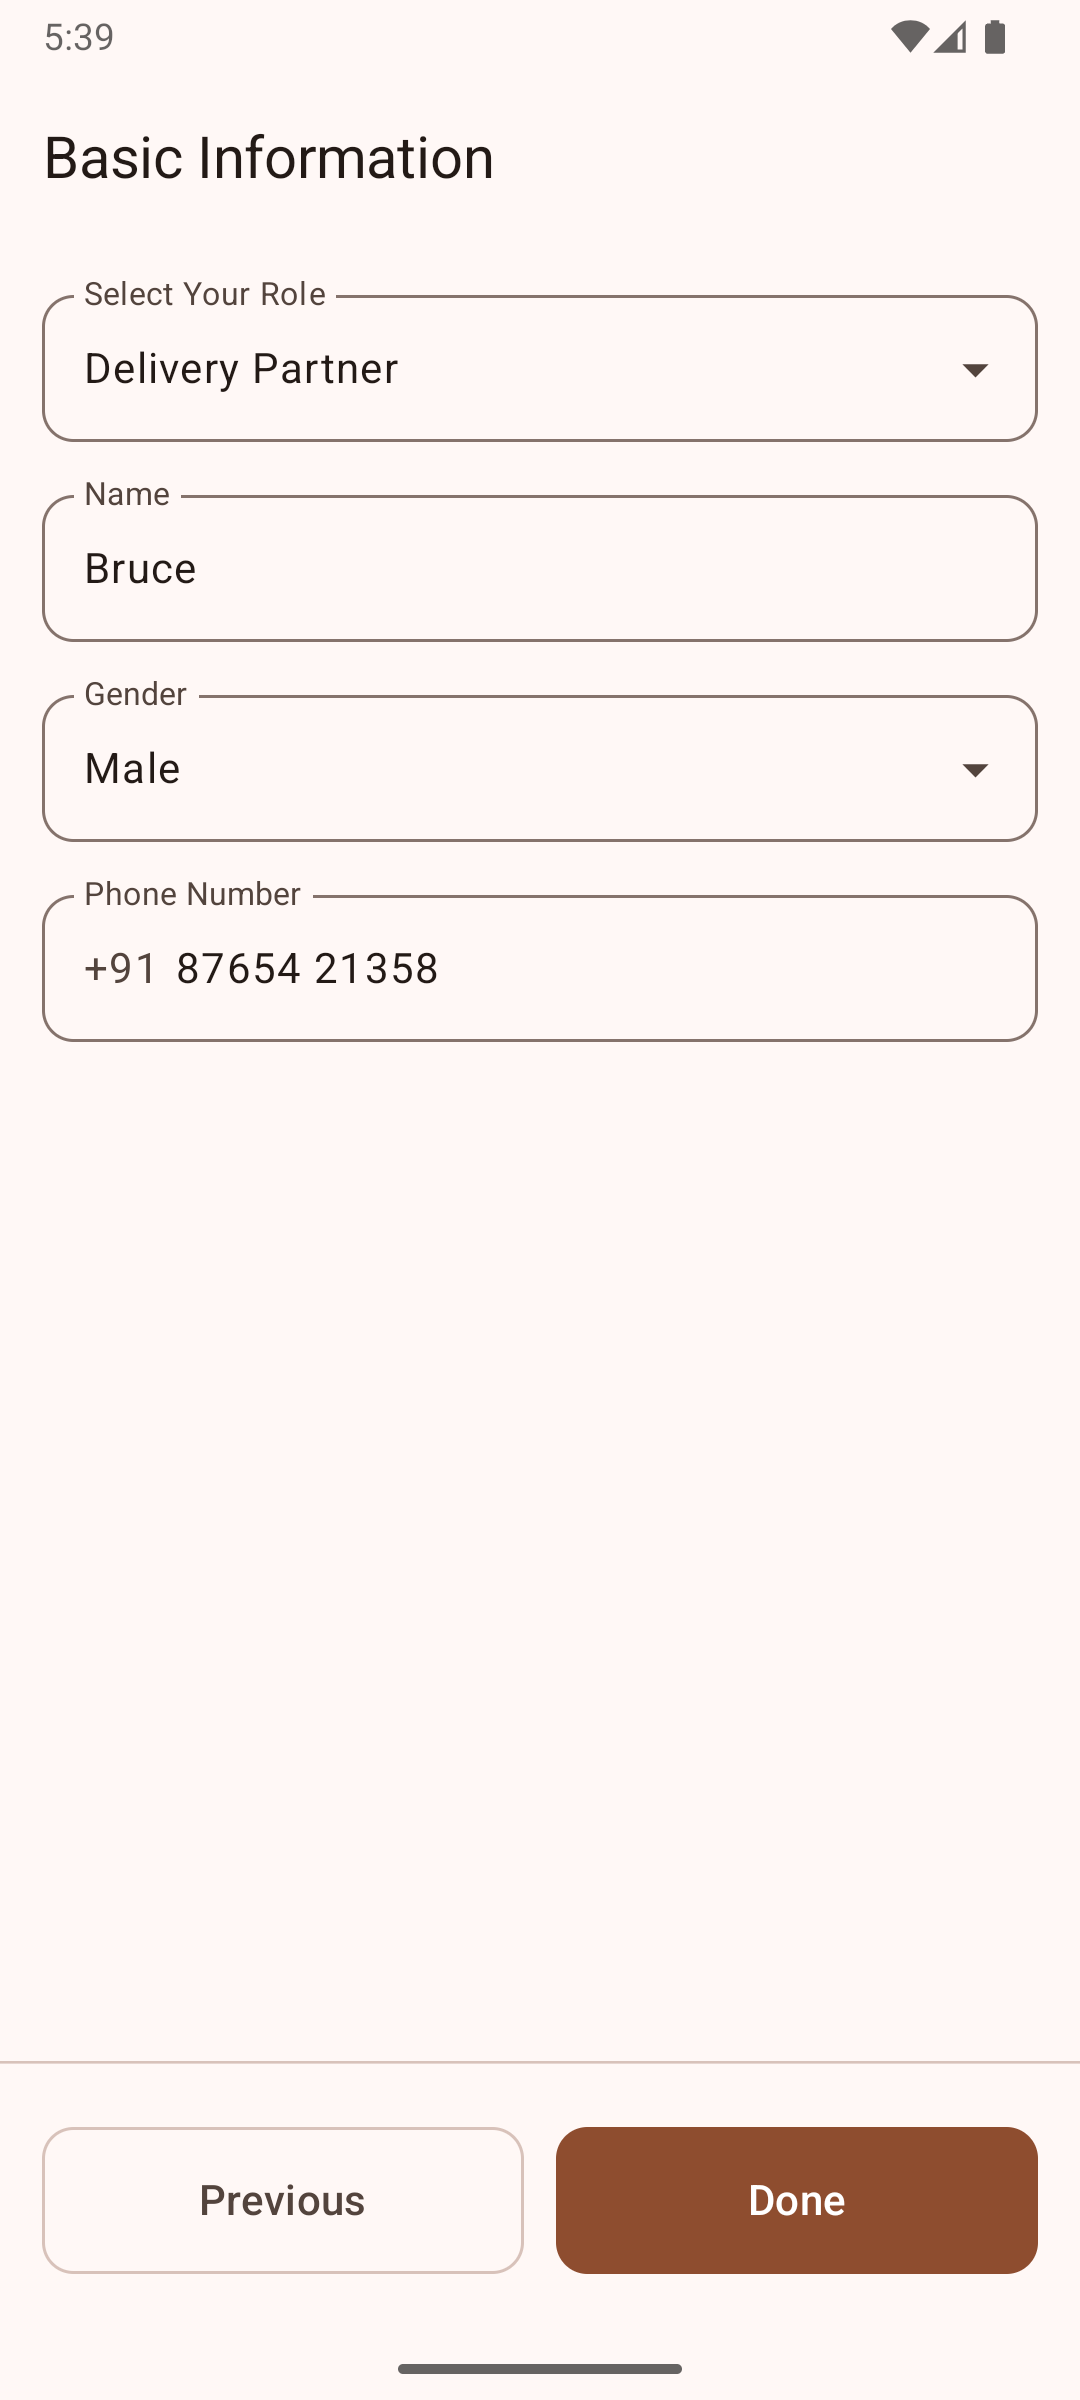 5:39
Basic Information
Select Your Role
Delivery Partner
Name
Bruce
Gender
Male
Phone Number
+91 87654 21358
Previous
Done